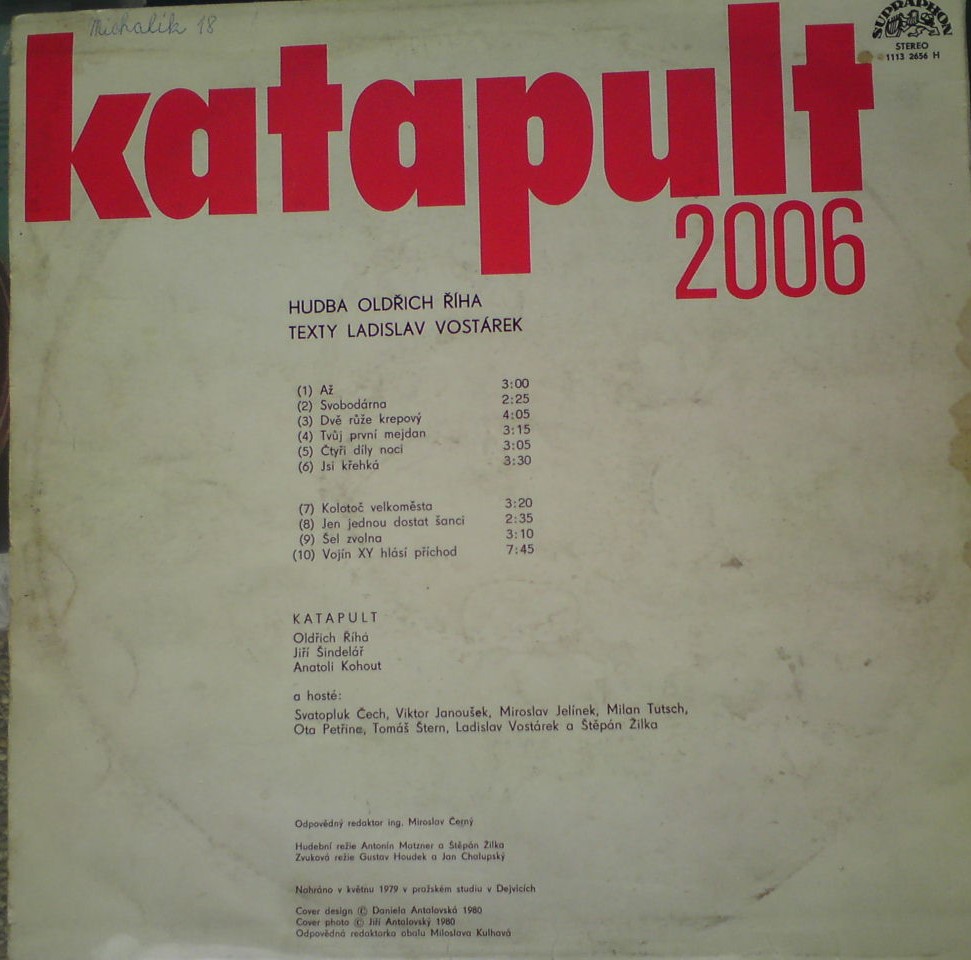 Michalík 18
SUPRAPHON
STEREO
1113 2656 H
katapult
2006
HUDBA OLDŘICH ŘÍHA
TEXTY LADISLAV VOSTÁREK
(1) Až 3:00
(2) Svobodárna 2:25
(3) Dvě růže krepový 4:05
(4) Tvůj první mejdan 3:15
(5) Čtyři díly noci 3:05
(6) Jsi křehká 3:30
(7) Kolotoč velkoměsta 3:20
(8) Jen jednou dostat šanci 2:35
(9) Šel zvolna 3:10
(10) Vojín XY hlásí příchod 7:45
KATAPULT
Oldřich Říhá
Jiří Šindelář
Anatoli Kohout
a hosté:
Svatopluk Čech, Viktor Janoušek, Miroslav Jelínek, Milan Tutsch,
Ota Petřina, Tomáš Štern, Ladislav Vostárek a Štěpán Žilka
Odpovědný redaktor ing. Miroslav Černý
Hudební režie Antonín Matzner a Štěpán Žilka
Zvuková režie Gustav Houdek a Jan Chalupský
Nahráno v květnu 1979 v pražském studiu v Dejvicích
Cover design © Daniela Antalovská 1980
Cover photo © Jiří Antalovský 1980
Odpovědná redaktorka obalu Miloslava Kulhavá